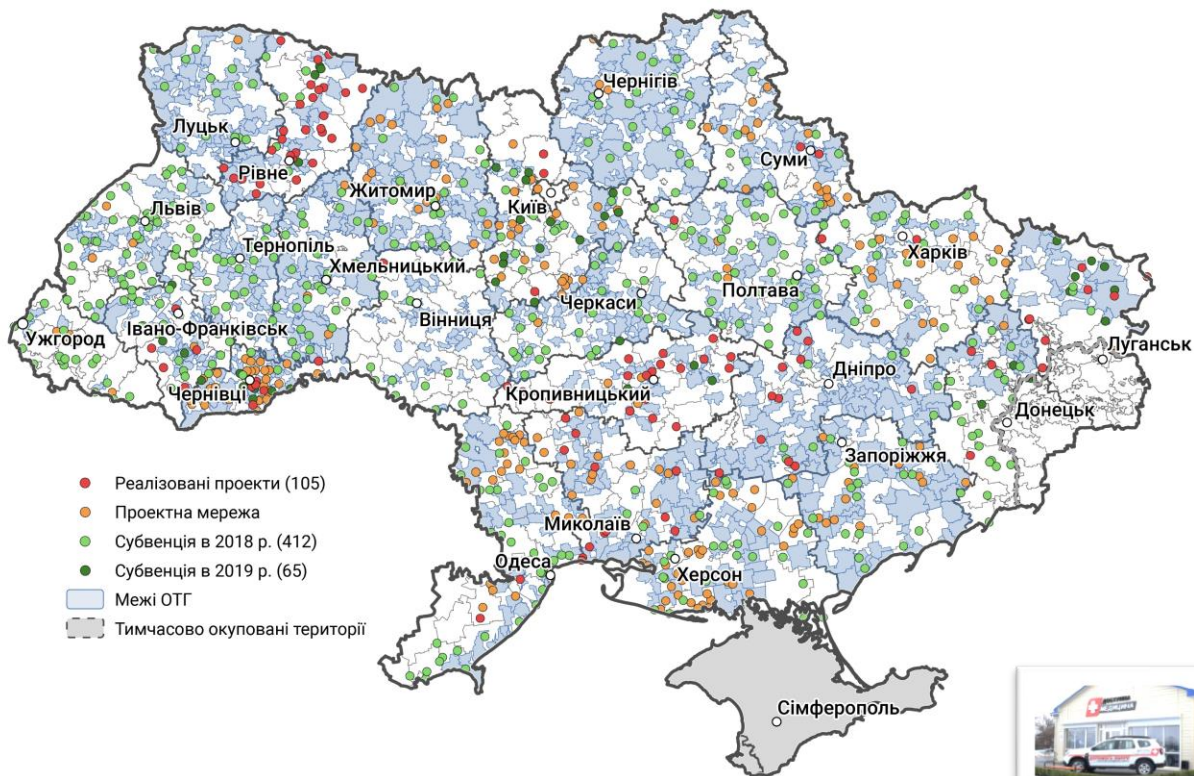 Чернігів
Луцьк
Суми
Рівне
Житомир
Київ
Львів
Харків
Тернопіль
Хмельницький
Полтава
Черкаси
Вінниця
Івано-Франківськ
Ужгород
Луганськ
Дніпро
Чернівці
Кропивницький
Донецьк
Запоріжжя
Реалізовані проекти (105)
Проектна мережа
Миколаїв
Субвенція в 2018 р. (412)
Одеса
Субвенція в 2019 р. (65)
Херсон
Межі ОТГ
Тимчасово окуповані території
Сімферополь
МЕДИЦИНА